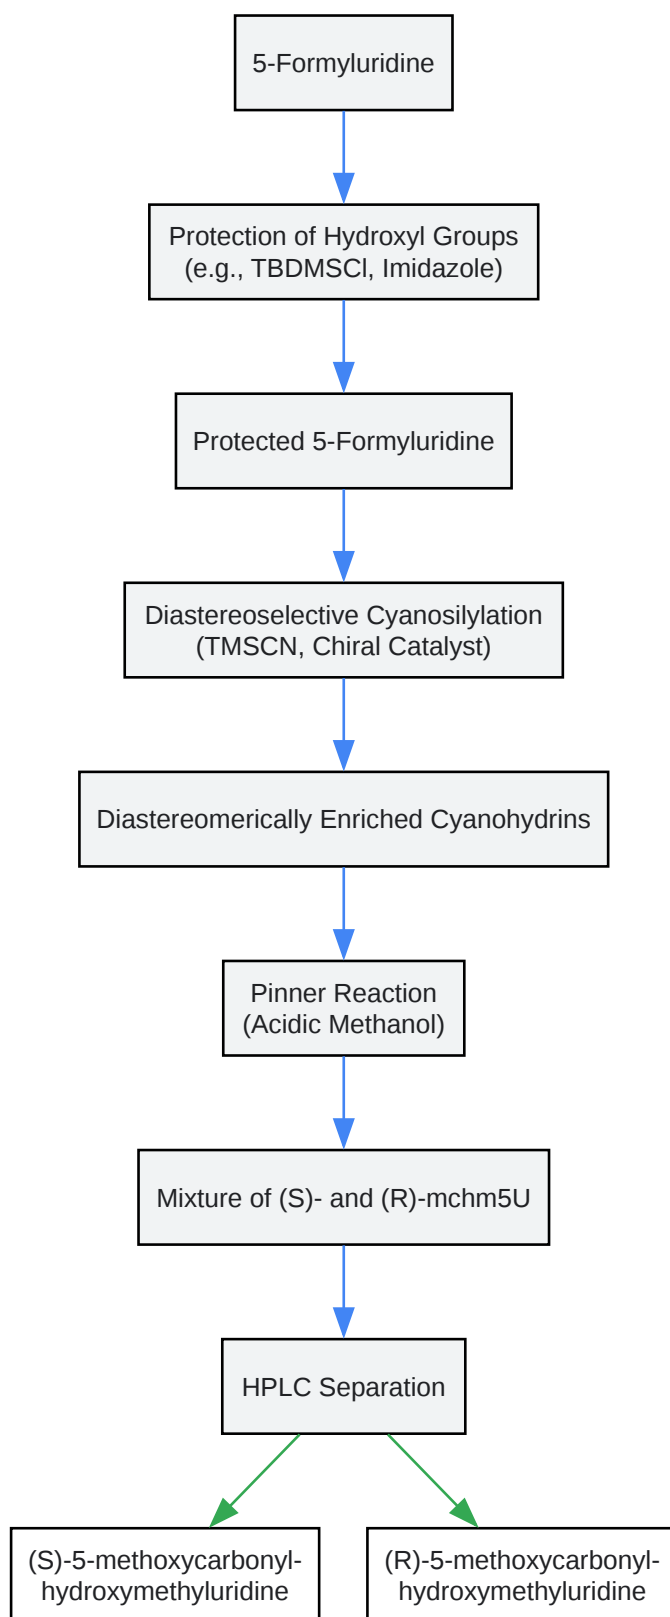 5-Formyluridine
Protection of Hydroxyl Groups
(e.g., TBDMSCl, Imidazole)
Protected 5-Formyluridine
Diastereoselective Cyanosilylation
(TMSCN, Chiral Catalyst)
Diastereomerically Enriched Cyanohydrins
Pinner Reaction
(Acidic Methanol)
Mixture of (S)- and (R)-mchm5U
HPLC Separation
(S)-5-methoxycarbonyl-
hydroxymethyluridine
(R)-5-methoxycarbonyl-
hydroxymethyluridine